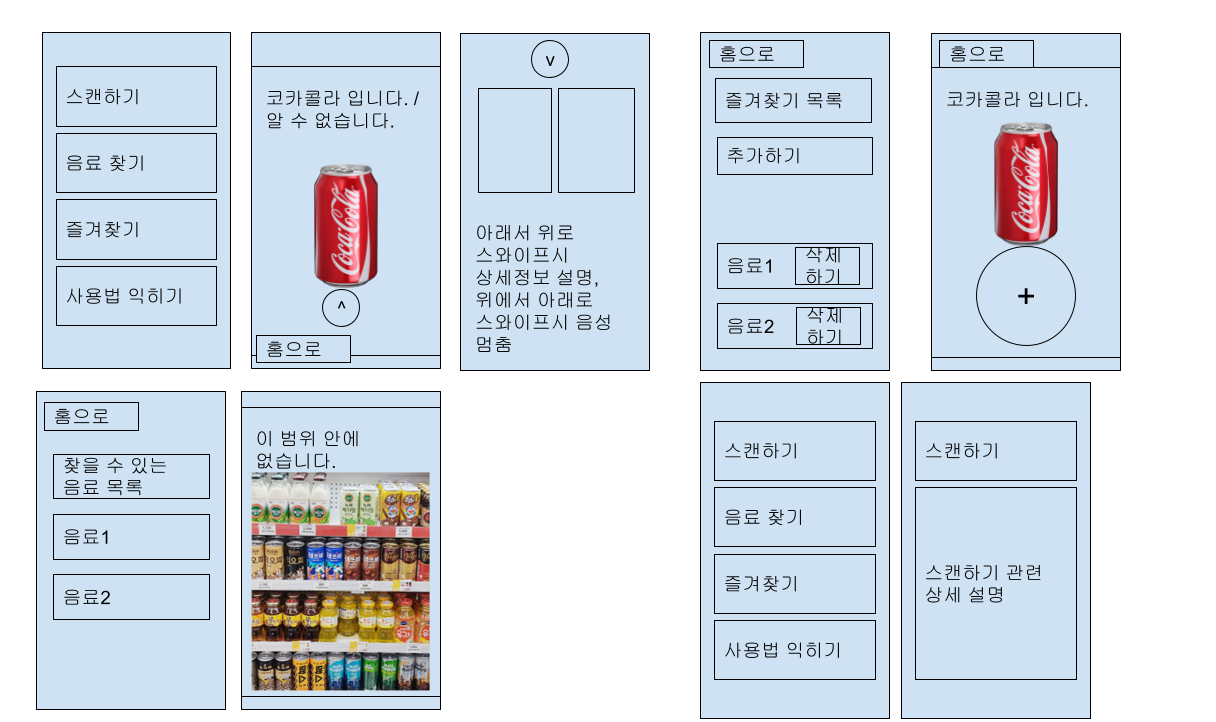 스캔하기
음료 찾기
즐겨찾기
사용법 익히기
코카콜라 입니다. /
알 수 없습니다.
Coca-Cola
^
홈으로
v
아래서 위로
스와이프시
상세정보 설명,
위에서 아래로
스와이프시 음성
멈춤
홈으로
즐겨찾기 목록
추가하기
음료1
삭제
하기
음료2
삭제
하기
홈으로
코카콜라 입니다.
Coca-Cola
+
홈으로
찾을 수 있는
음료 목록
음료1
음료2
이 범위 안에
없습니다.
스캔하기
음료 찾기
즐겨찾기
사용법 익히기
스캔하기
스캔하기 관련
상세 설명